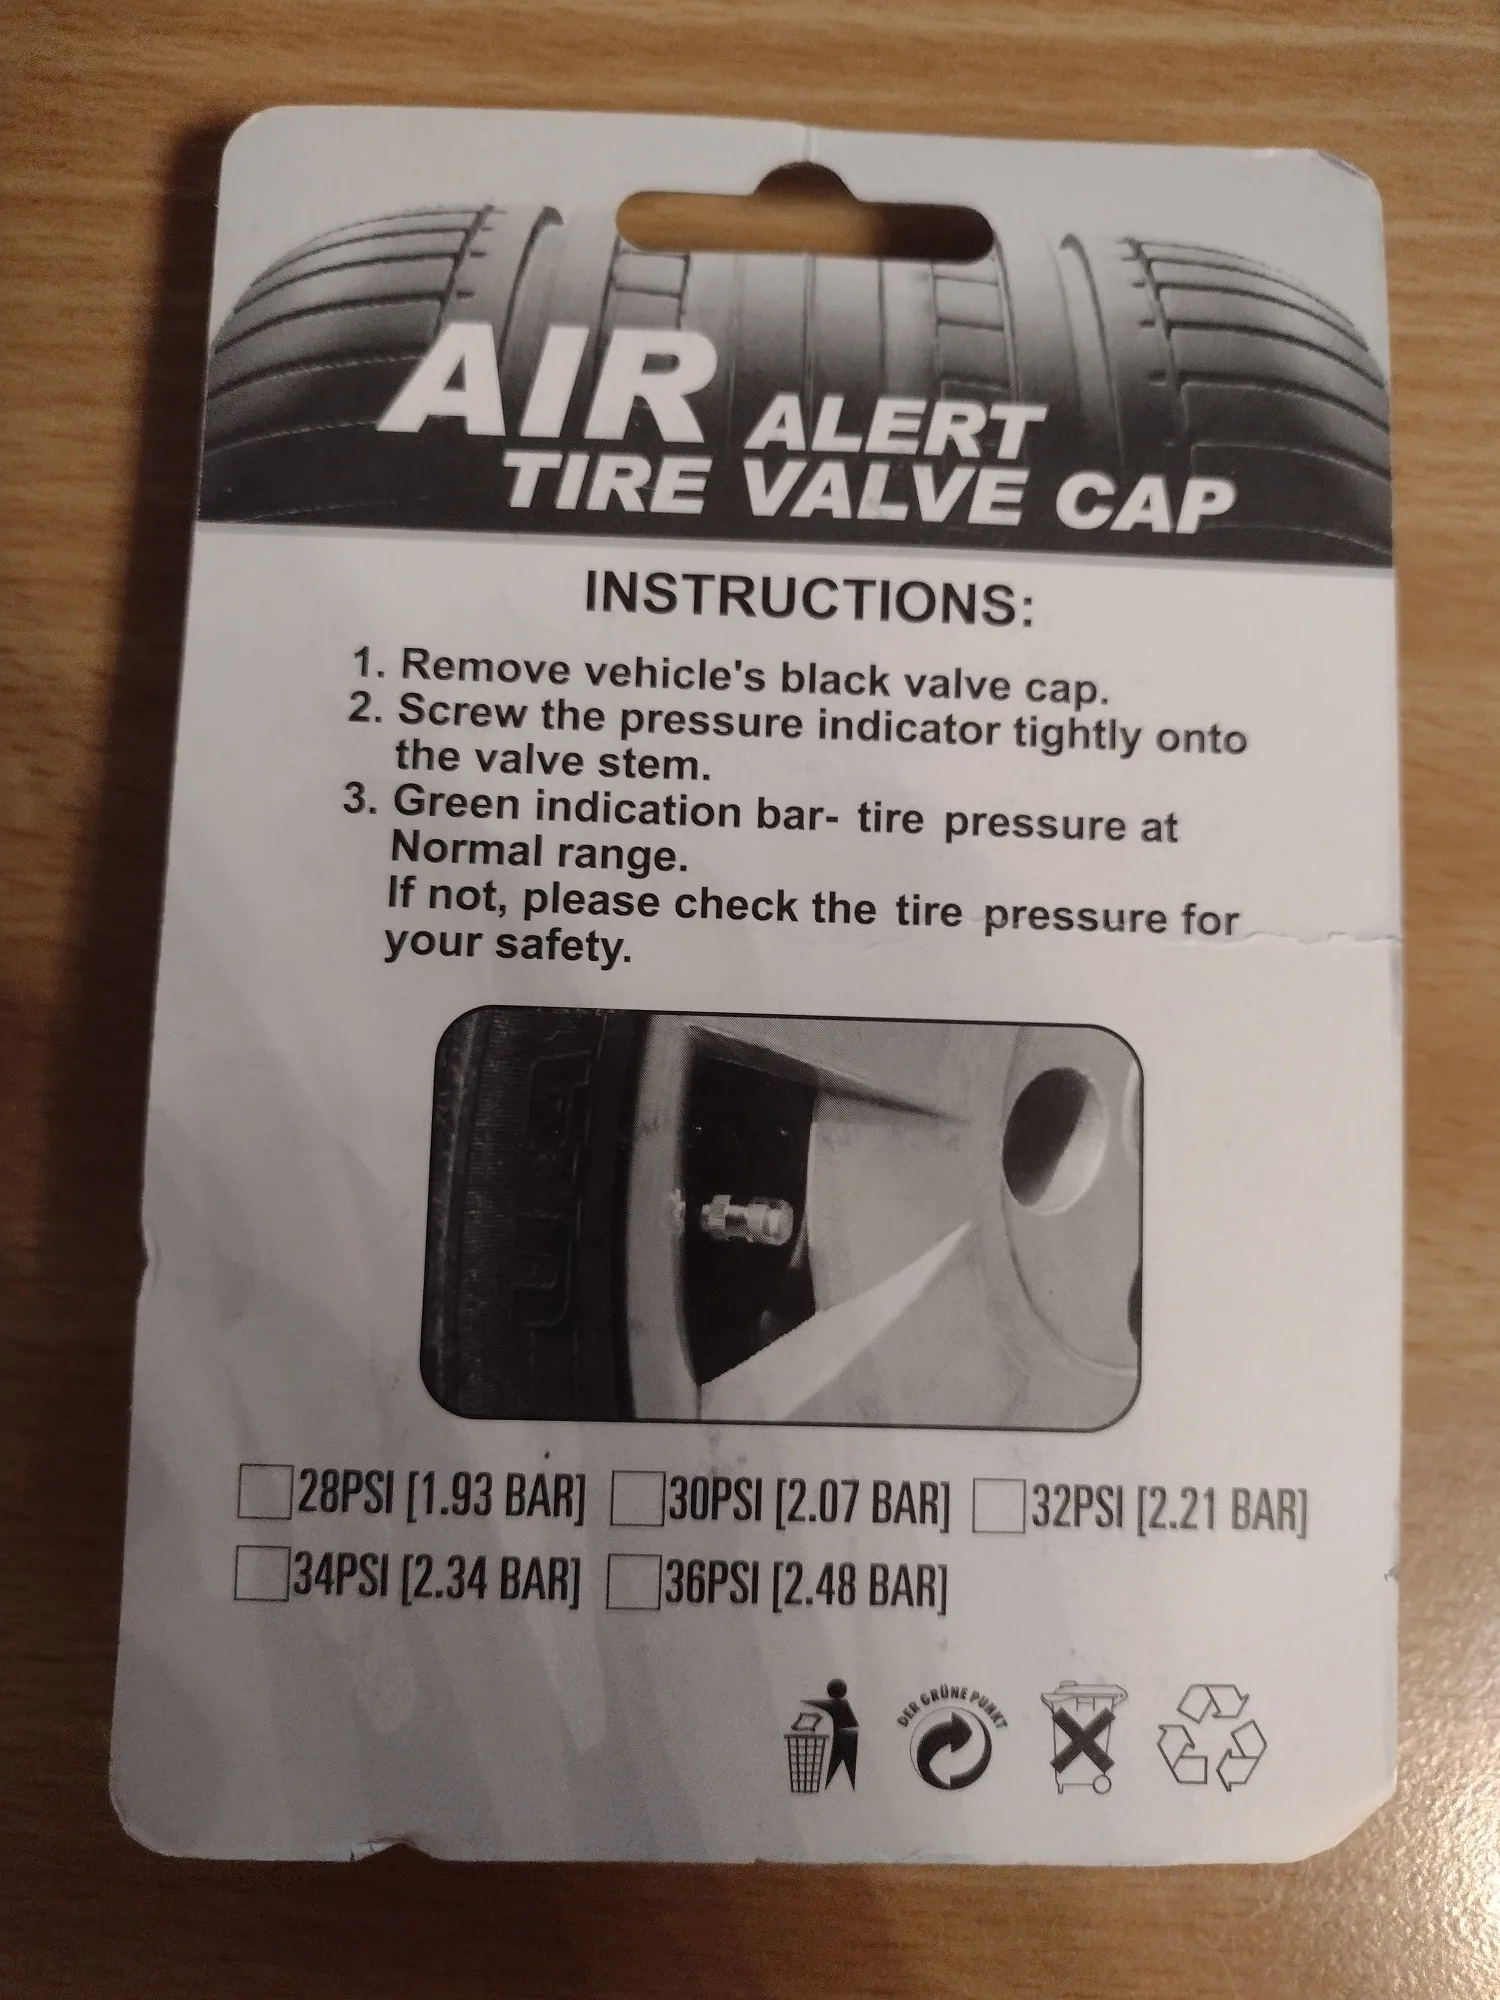 AIR ALERT
TIRE VALVE CAP
INSTRUCTIONS:
1. Remove vehicle's black valve cap.
2. Screw the pressure indicator tightly onto
the valve stem.
3. Green indication bar- tire pressure at
Normal range.
If not, please check the tire pressure for
your safety.
28PSI [1.93 BAR] 30PSI [2.07 BAR] 32PSI [2.21 BAR]
34PSI [2.34 BAR] 36PSI [2.48 BAR]
DER GRÜNE PUNKT